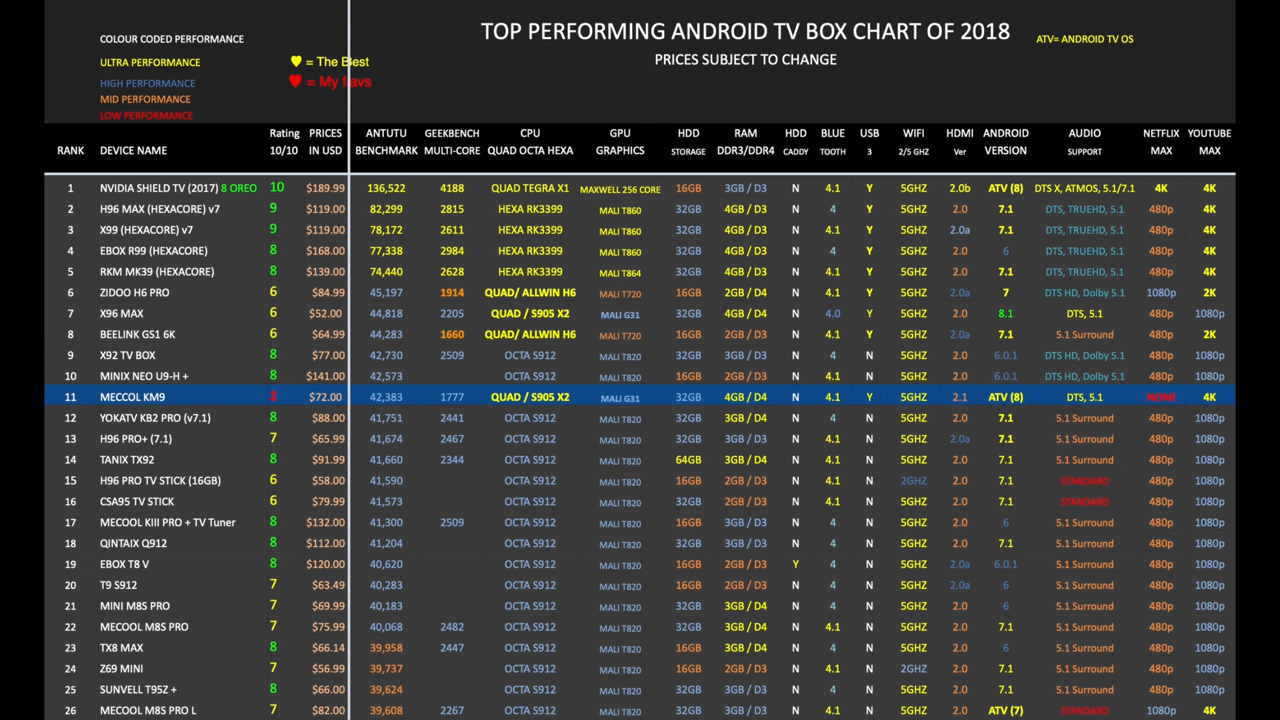 TOP PERFORMING ANDROID TV BOX CHART OF 2018
COLOUR CODED PERFORMANCE
ATV= ANDROID TV OS
PRICES SUBJECT TO CHANGE
ULTRA PERFORMANCE
♥ = The Best
HIGH PERFORMANCE
♥ = My favs
MID PERFORMANCE
LOW PERFORMANCE
Rating PRICES ANTUTU GEEKBENCH CPU GPU HDD RAM HDD BLUE USB WIFI HDMI ANDROID AUDIO NETFLIX YOUTUBE
RANK DEVICE NAME 10/10 IN USD BENCHMARK MULTI-CORE QUAD OCTA HEXA GRAPHICS STORAGE DDR3/DDR4 CADDY TOOTH 3 2/5 GHZ Ver VERSION SUPPORT MAX MAX
1 NVIDIA SHIELD TV (2017) 8 OREO 10 $189.99 136,522 4188 QUAD TEGRA X1 MAXWELL 256 CORE 16GB 3GB / D3 N 4.1 Y 5GHZ 2.0b ATV (8) DTS X, ATMOS, 5.1/7.1 4K 4K
2 H96 MAX (HEXACORE) v7 9 $119.00 82,299 2815 HEXA RK3399 MALI T860 32GB 4GB / D3 N 4 Y 5GHZ 2.0 7.1 DTS, TRUEHD, 5.1 480p 4K
3 X99 (HEXACORE) v7 9 $119.00 78,172 2611 HEXA RK3399 MALI T860 32GB 4GB / D3 N 4.1 Y 5GHZ 2.0a 7.1 DTS, TRUEHD, 5.1 480p 4K
4 EBOX R99 (HEXACORE) 8 $168.00 77,338 2984 HEXA RK3399 MALI T860 32GB 4GB / D3 N 4 Y 5GHZ 2.0 6 DTS, TRUEHD, 5.1 480p 4K
5 RKM MK39 (HEXACORE) 8 $139.00 74,440 2628 HEXA RK3399 MALI T864 32GB 4GB / D3 N 4.1 Y 5GHZ 2.0 7.1 DTS, TRUEHD, 5.1 480p 4K
6 ZIDOO H6 PRO 6 $84.99 45,197 1914 QUAD/ ALLWIN H6 MALI T720 16GB 2GB / D4 N 4.1 Y 5GHZ 2.0a 7 DTS HD, Dolby 5.1 1080p 2K
7 X96 MAX 6 $52.00 44,818 2205 QUAD / S905 X2 MALI G31 32GB 4GB / D4 N 4.0 Y 5GHZ 2.0 8.1 DTS, 5.1 480p 1080p
8 BEELINK GS1 6K 6 $64.99 44,283 1660 QUAD/ ALLWIN H6 MALI T720 16GB 2GB / D3 N 4.1 Y 5GHZ 2.0a 7.1 5.1 Surround 480p 2K
9 X92 TV BOX 8 $77.00 42,730 2509 OCTA S912 MALI T820 32GB 3GB / D3 N 4 N 5GHZ 2.0 6.0.1 DTS HD, Dolby 5.1 480p 1080p
10 MINIX NEO U9-H + 8 $141.00 42,573 OCTA S912 MALI T820 16GB 2GB / D3 N 4.1 N 5GHZ 2.0 6.0.1 DTS HD, Dolby 5.1 480p 1080p
11 MECCOL KM9 2 $72.00 42,383 1777 QUAD / S905 X2 MALI G31 32GB 4GB / D4 N 4.1 Y 5GHZ 2.1 ATV (8) DTS, 5.1 NONE 4K
12 YOKATV KB2 PRO (v7.1) 8 $88.00 41,751 2441 OCTA S912 MALI T820 32GB 3GB / D4 N 4 N 5GHZ 2.0 7.1 5.1 Surround 480p 1080p
13 H96 PRO+ (7.1) 7 $65.99 41,674 2467 OCTA S912 MALI T820 32GB 3GB / D3 N 4.1 N 5GHZ 2.0a 7.1 5.1 Surround 480p 1080p
14 TANIX TX92 8 $91.99 41,660 2344 OCTA S912 MALI T820 64GB 3GB / D4 N 4.1 N 5GHZ 2.0 7.1 5.1 Surround 480p 1080p
15 H96 PRO TV STICK (16GB) 6 $58.00 41,590 OCTA S912 MALI T820 16GB 2GB / D3 N 4.1 N 2GHZ 2.0 7.1 STANDARD 480p 1080p
16 CSA95 TV STICK 6 $79.99 41,573 OCTA S912 MALI T820 32GB 2GB / D3 N 4.1 N 5GHZ 2.0 7.1 STANDARD 480p 1080p
17 MECOOL KIII PRO + TV Tuner 8 $132.00 41,300 2509 OCTA S912 MALI T820 16GB 3GB / D3 N 4 N 5GHZ 2.0 6 5.1 Surround 480p 1080p
18 QINTAIX Q912 8 $112.00 41,204 OCTA S912 MALI T820 32GB 3GB / D3 N 4 N 5GHZ 2.0 7.1 5.1 Surround 480p 1080p
19 EBOX T8 V 8 $120.00 40,620 OCTA S912 MALI T820 16GB 2GB / D3 Y 4 N 5GHZ 2.0a 6.0.1 5.1 Surround 480p 1080p
20 T9 S912 7 $63.49 40,283 OCTA S912 MALI T820 16GB 2GB / D3 N 4 N 5GHZ 2.0a 6 5.1 Surround 480p 1080p
21 MINI M8S PRO 7 $69.99 40,183 OCTA S912 MALI T820 32GB 3GB / D4 N 4 N 5GHZ 2.0 6 5.1 Surround 480p 1080p
22 MECOOL M8S PRO 7 $75.99 40,068 2482 OCTA S912 MALI T820 32GB 3GB / D4 N 4.1 N 5GHZ 2.0 7.1 5.1 Surround 480p 1080p
23 TX8 MAX 8 $66.14 39,958 2447 OCTA S912 MALI T820 16GB 3GB / D4 N 4 N 5GHZ 2.0 6 5.1 Surround 480p 1080p
24 Z69 MINI 7 $56.99 39,737 OCTA S912 MALI T820 16GB 2GB / D3 N 4.1 N 2GHZ 2.0 7.1 5.1 Surround 480p 1080p
25 SUNVELL T95Z + 8 $66.00 39,624 OCTA S912 MALI T820 32GB 3GB / D3 N 4 N 5GHZ 2.0 7.1 5.1 Surround 480p 1080p
26 MECOOL M8S PRO L 7 $82.00 39,608 2267 OCTA S912 MALI T820 32GB 3GB / D3 N 4.1 N 5GHZ 2.0 ATV (7) STANDARD 1080p 4K